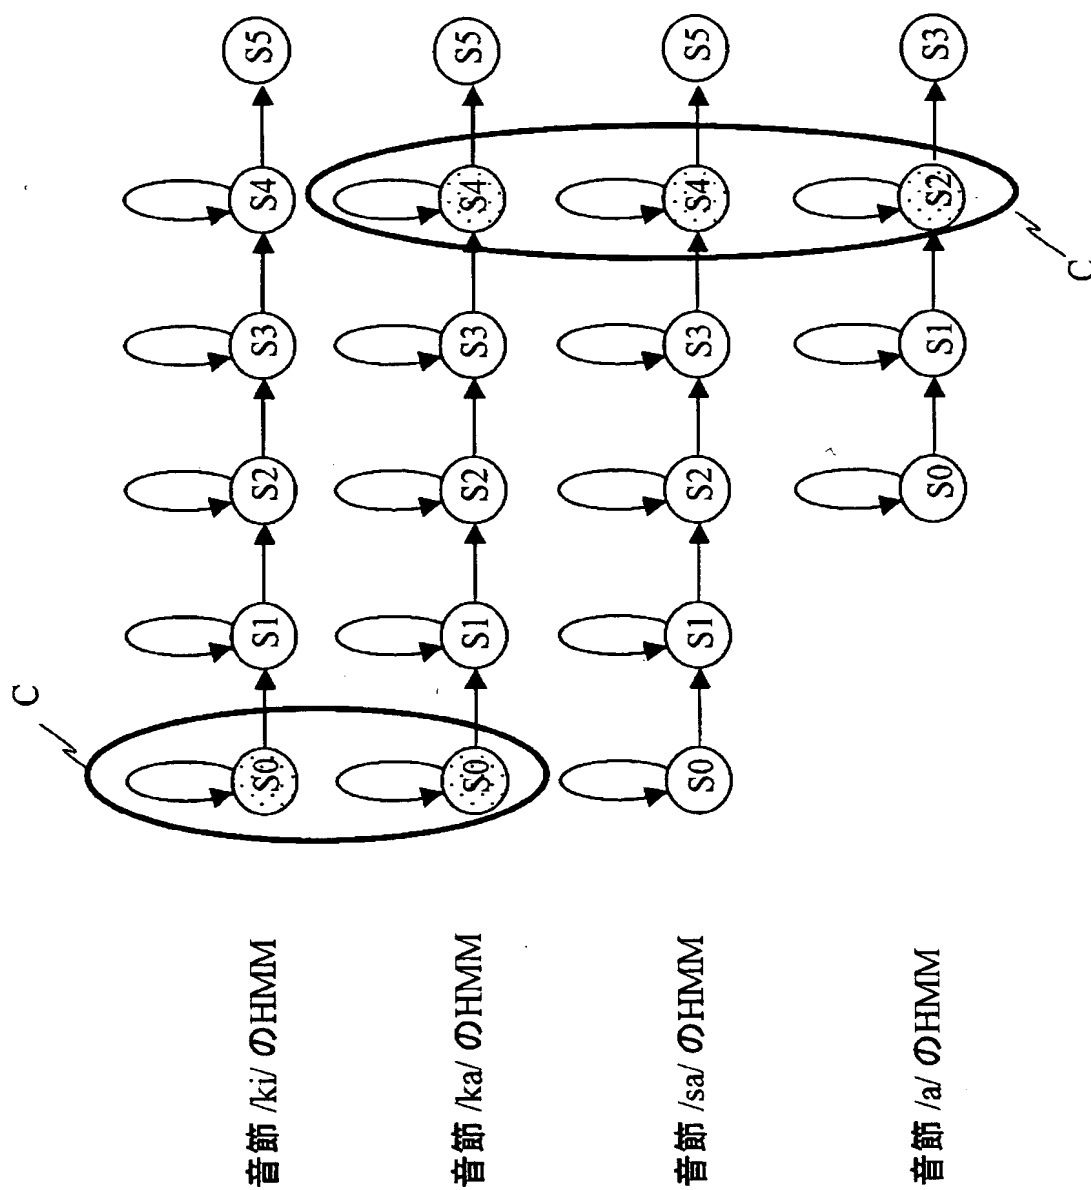 C
音節 /ki/ のHMM
S0 S1 S2 S3 S4 S5
音節 /ka/ のHMM
S0 S1 S2 S3 S4 S5
音節 /sa/ のHMM
S0 S1 S2 S3 S4 S5
音節 /a/ のHMM
S0 S1 S2 S3
C